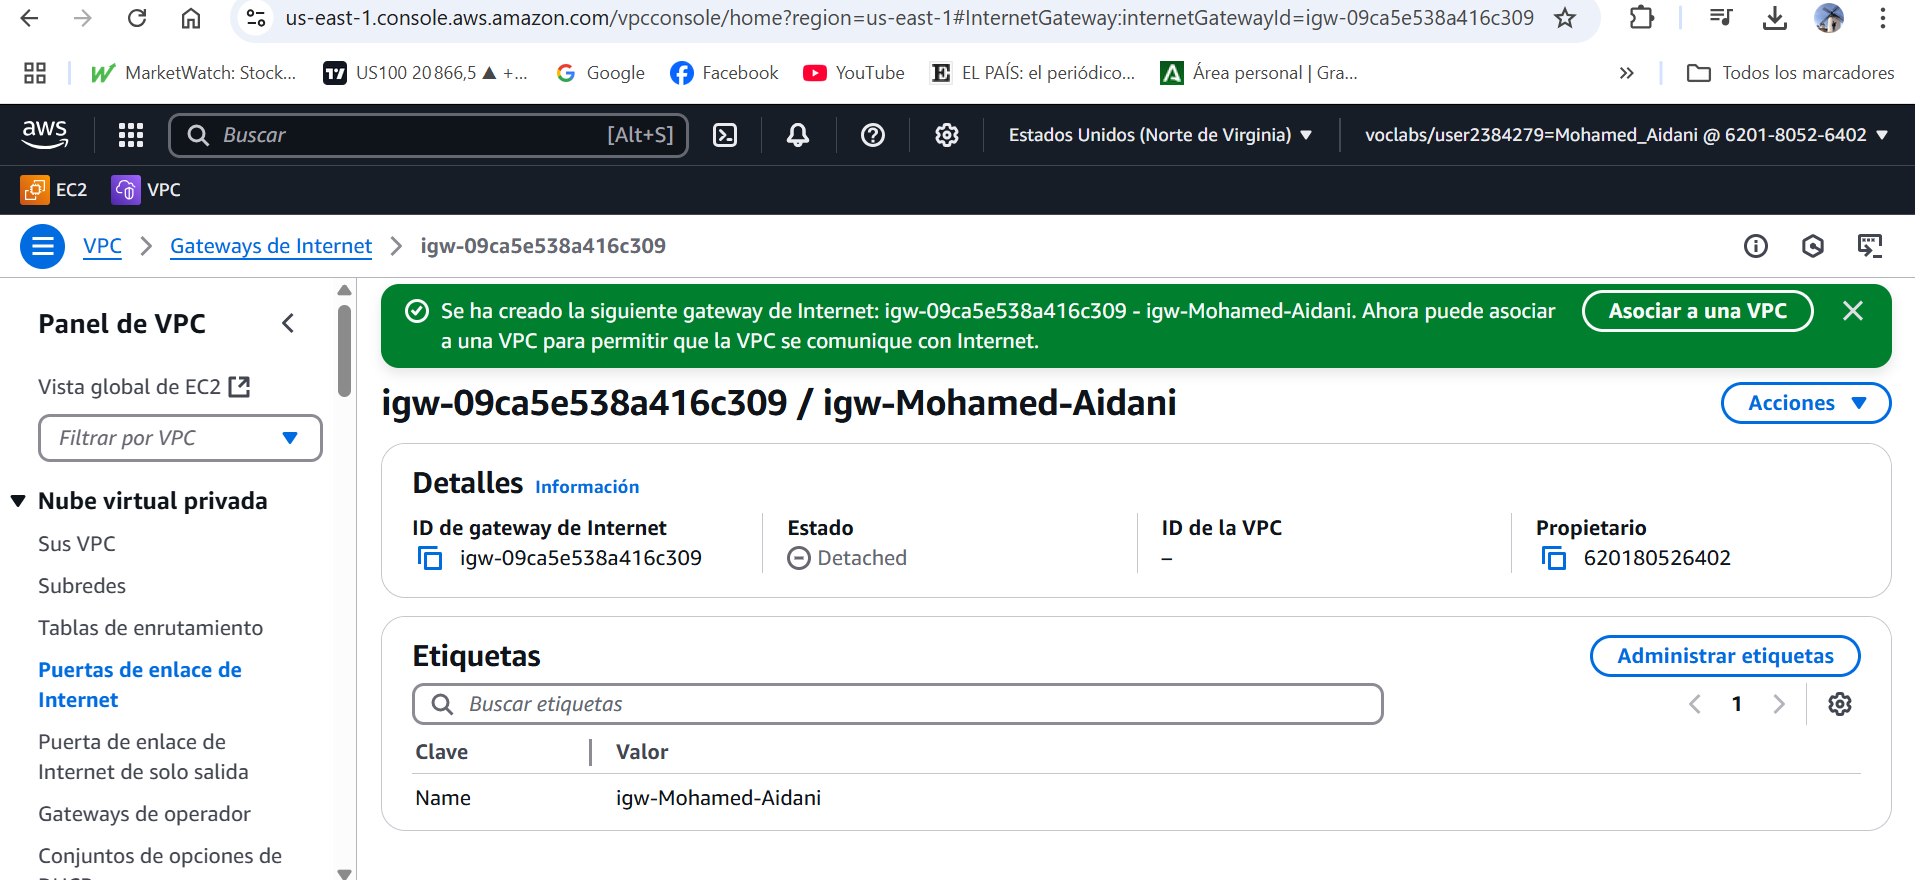 us-east-1.console.aws.amazon.com/vpcconsole/home?region=us-east-1#InternetGateway:internetGatewayId=igw-09ca5e538a416c309
MarketWatch: Stock...
US100 20 866,5 ▲ +...
Google
Facebook
YouTube
EL PAÍS: el periódico...
Área personal | Gra...
Todos los marcadores
aws
Buscar
[Alt+S]
Estados Unidos (Norte de Virginia)
voclabs/user2384279=Mohamed_Aidani @ 6201-8052-6402
EC2
VPC
VPC > Gateways de Internet > igw-09ca5e538a416c309
Panel de VPC
Vista global de EC2
Filtrar por VPC
Nube virtual privada
Sus VPC
Subredes
Tablas de enrutamiento
Puertas de enlace de
Internet
Puerta de enlace de
Internet de solo salida
Gateways de operador
Conjuntos de opciones de
Se ha creado la siguiente gateway de Internet: igw-09ca5e538a416c309 - igw-Mohamed-Aidani. Ahora puede asociar
a una VPC para permitir que la VPC se comunique con Internet.
Asociar a una VPC
igw-09ca5e538a416c309 / igw-Mohamed-Aidani
Acciones
Detalles
Información
ID de gateway de Internet
igw-09ca5e538a416c309
Estado
Detached
ID de la VPC
–
Propietario
620180526402
Etiquetas
Administrar etiquetas
Buscar etiquetas
1
Clave
Valor
Name
igw-Mohamed-Aidani